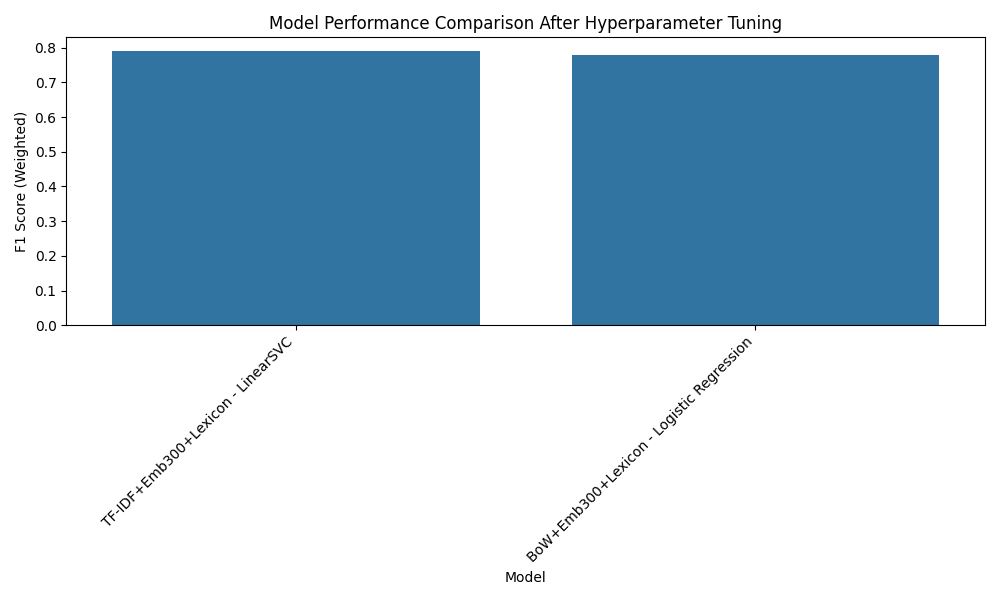 Model Performance Comparison After Hyperparameter Tuning
F1 Score (Weighted)
0.8
0.7
0.6
0.5
0.4
0.3
0.2
0.1
0.0
TF-IDF+Emb300+Lexicon - LinearSVC
BoW+Emb300+Lexicon - Logistic Regression
Model